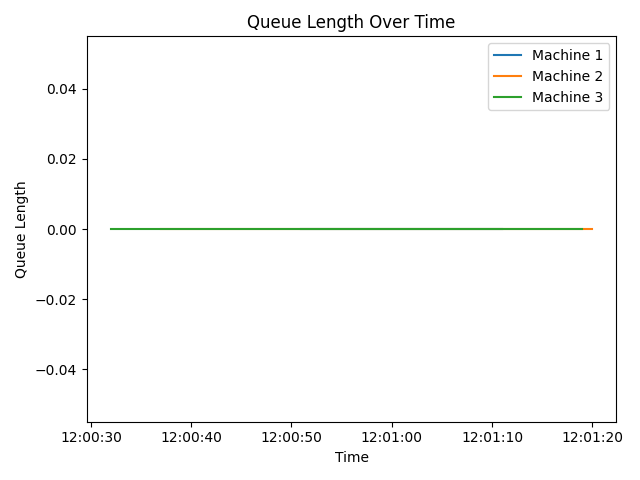 Queue Length Over Time
Machine 1
Machine 2
Machine 3
Queue Length
0.04
0.02
0.00
−0.02
−0.04
12:00:30 12:00:40 12:00:50 12:01:00 12:01:10 12:01:20
Time